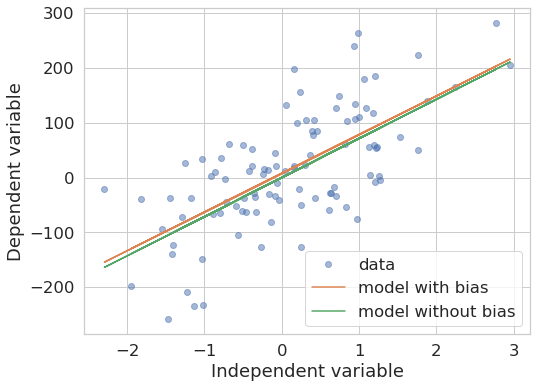 300
200
100
0
−100
−200
Dependent variable
data
model with bias
model without bias
−2
−1
0
1
2
3
Independent variable